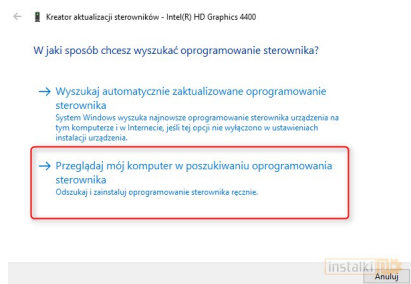 Kreator aktualizacji sterowników - Intel(R) HD Graphics 4400
W jaki sposób chcesz wyszukać oprogramowanie sterownika?
Wyszukaj automatycznie zaktualizowane oprogramowanie
sterownika
System Windows wyszuka najnowsze oprogramowanie sterownika urządzenia na
tym komputerze i w Internecie, jeśli tej opcji nie wyłączono w ustawieniach
instalacji urządzenia.
Przeglądaj mój komputer w poszukiwaniu oprogramowania
sterownika
Odszukaj i zainstaluj oprogramowanie sterownika ręcznie.
instalki
Anuluj